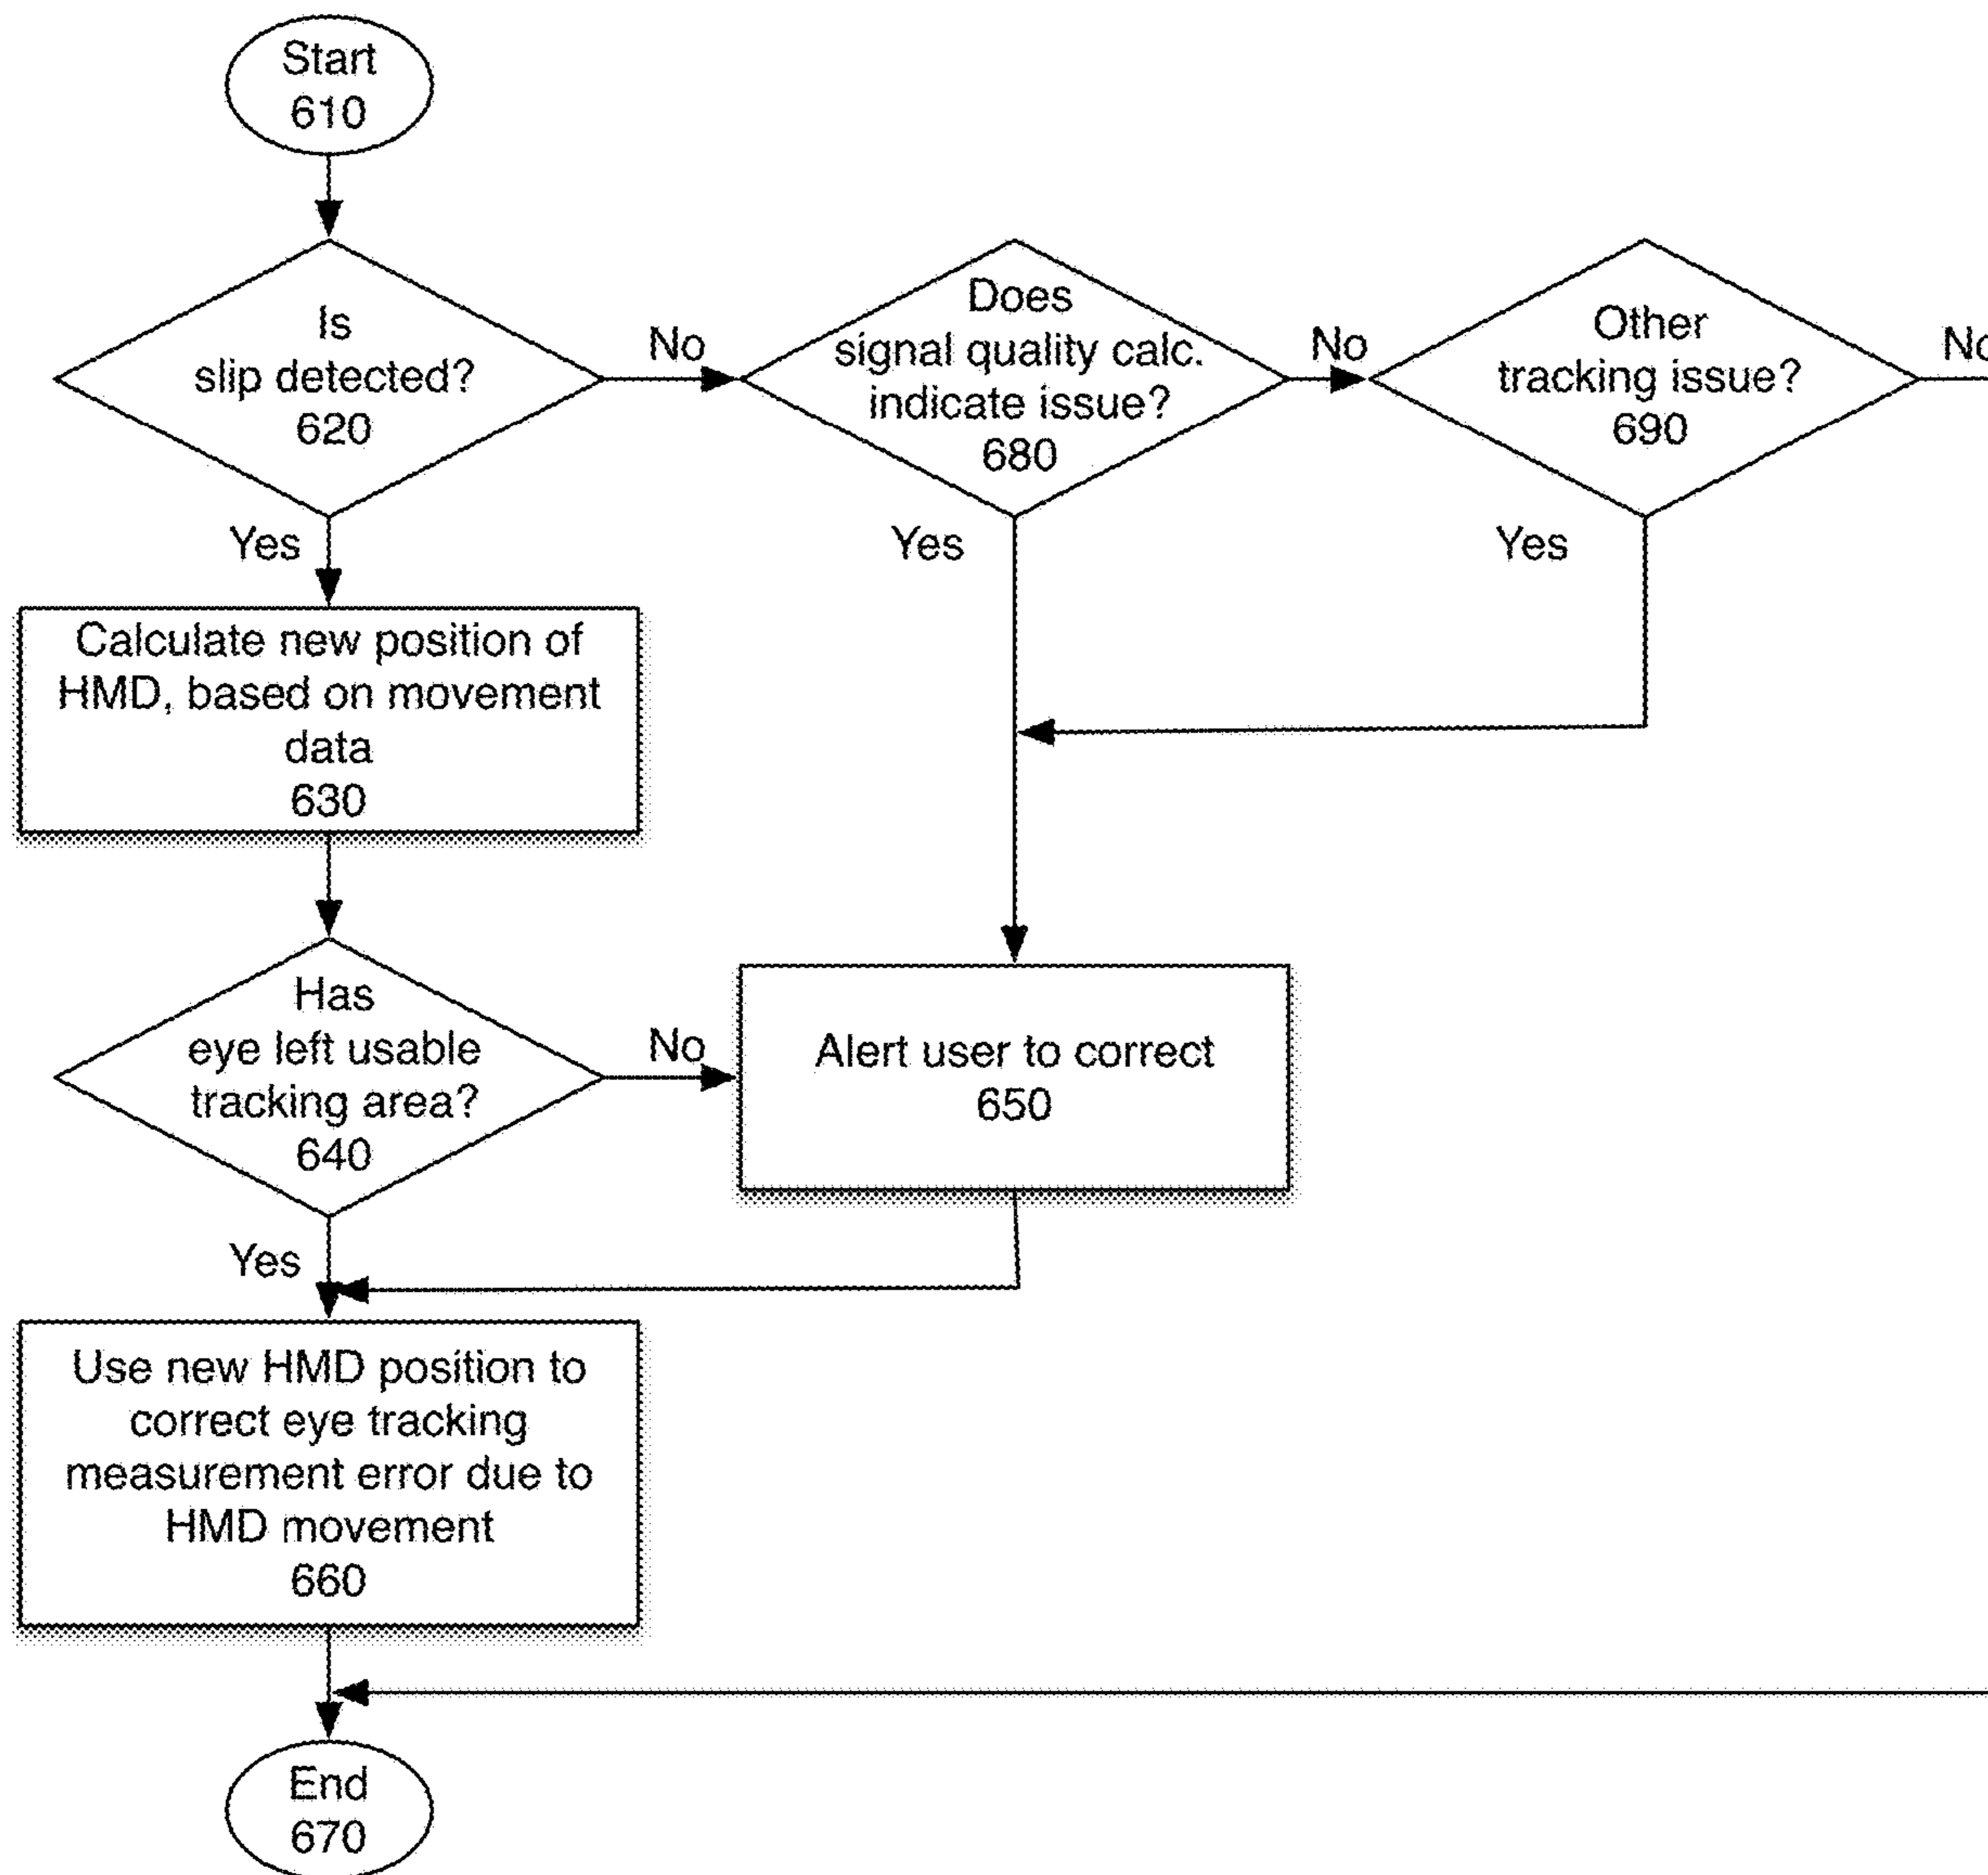 Start
610
Is
slip detected?
620
No
Does
signal quality calc.
indicate issue?
680
No
Other
tracking issue?
690
No
Yes
Yes
Yes
Calculate new position of
HMD, based on movement
data
630
Has
eye left usable
tracking area?
640
No
Alert user to correct
650
Yes
Use new HMD position to
correct eye tracking
measurement error due to
HMD movement
660
End
670